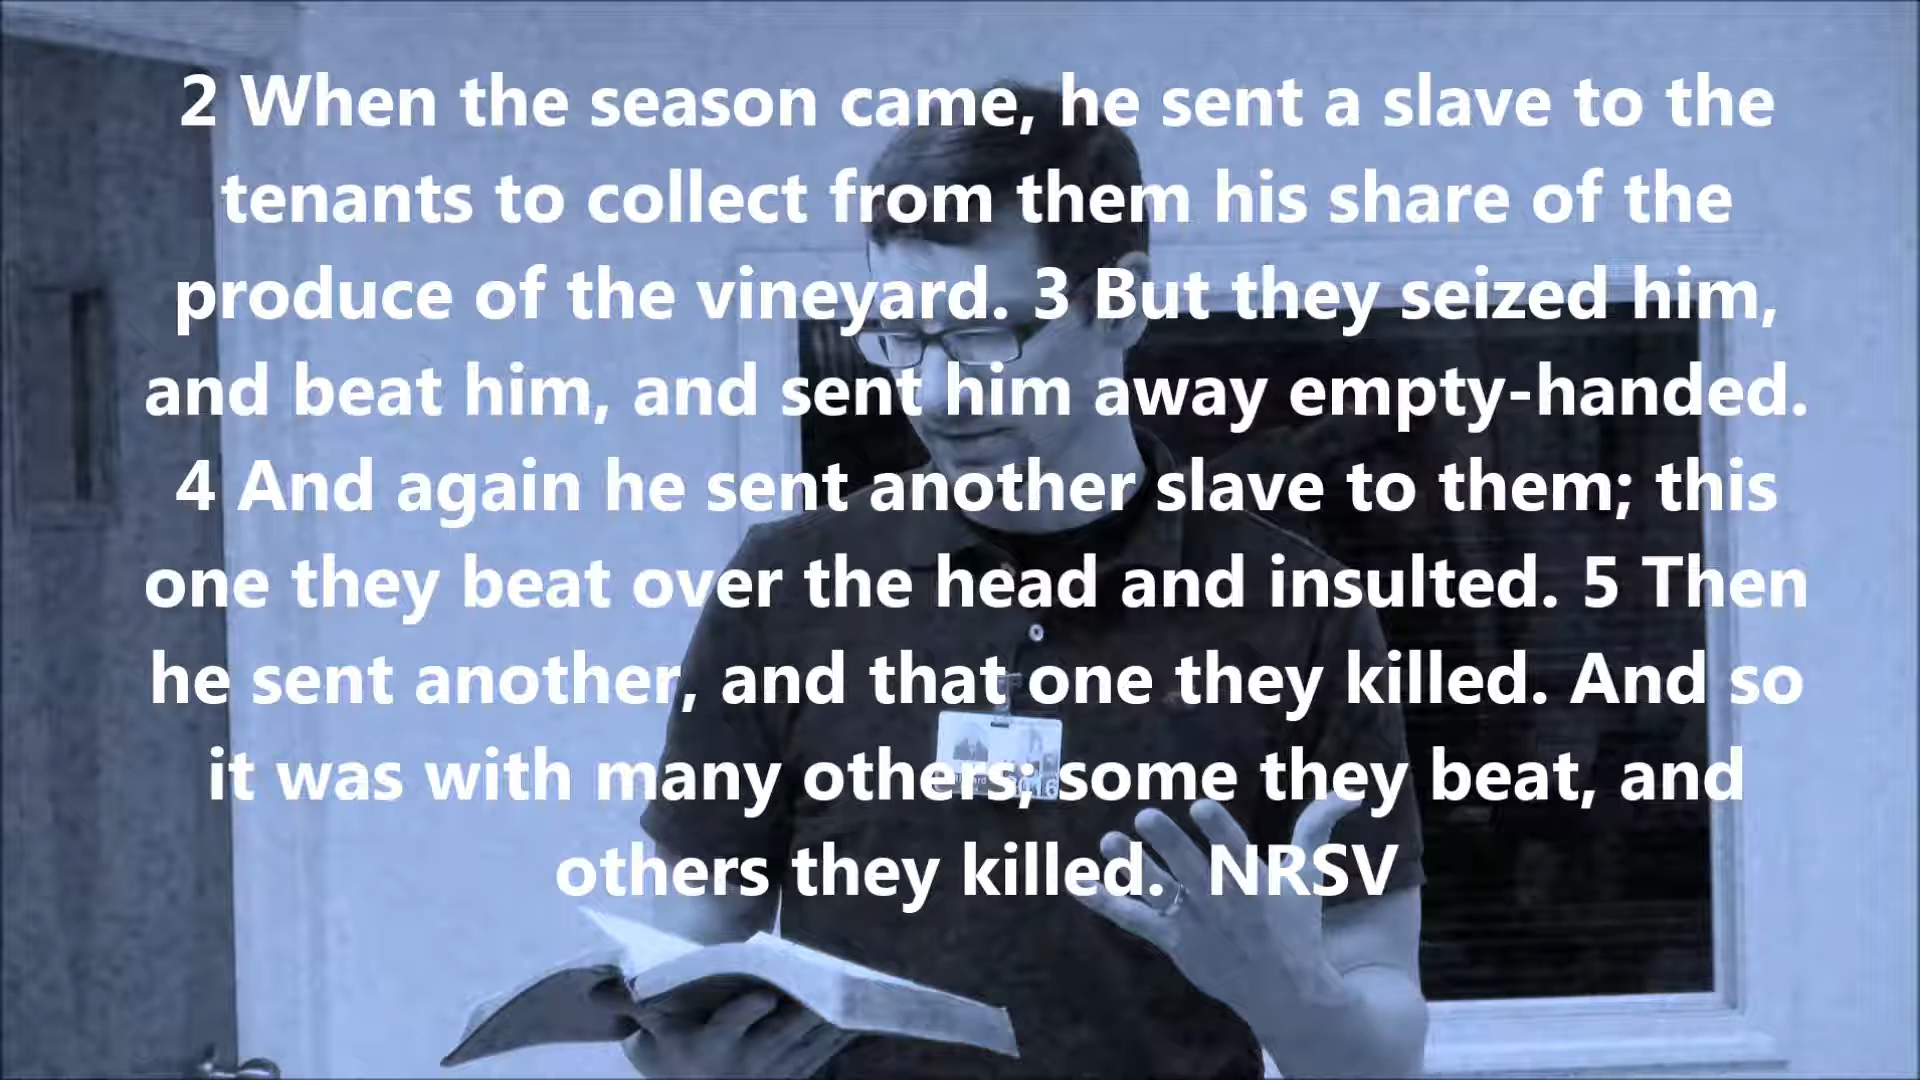 2 When the season came, he sent a slave to the
tenants to collect from them his share of the
produce of the vineyard. 3 But they seized him,
and beat him, and sent him away empty-handed.
4 And again he sent another slave to them; this
one they beat over the head and insulted. 5 Then
he sent another, and that one they killed. And so
it was with many others; some they beat, and
others they killed.  NRSV